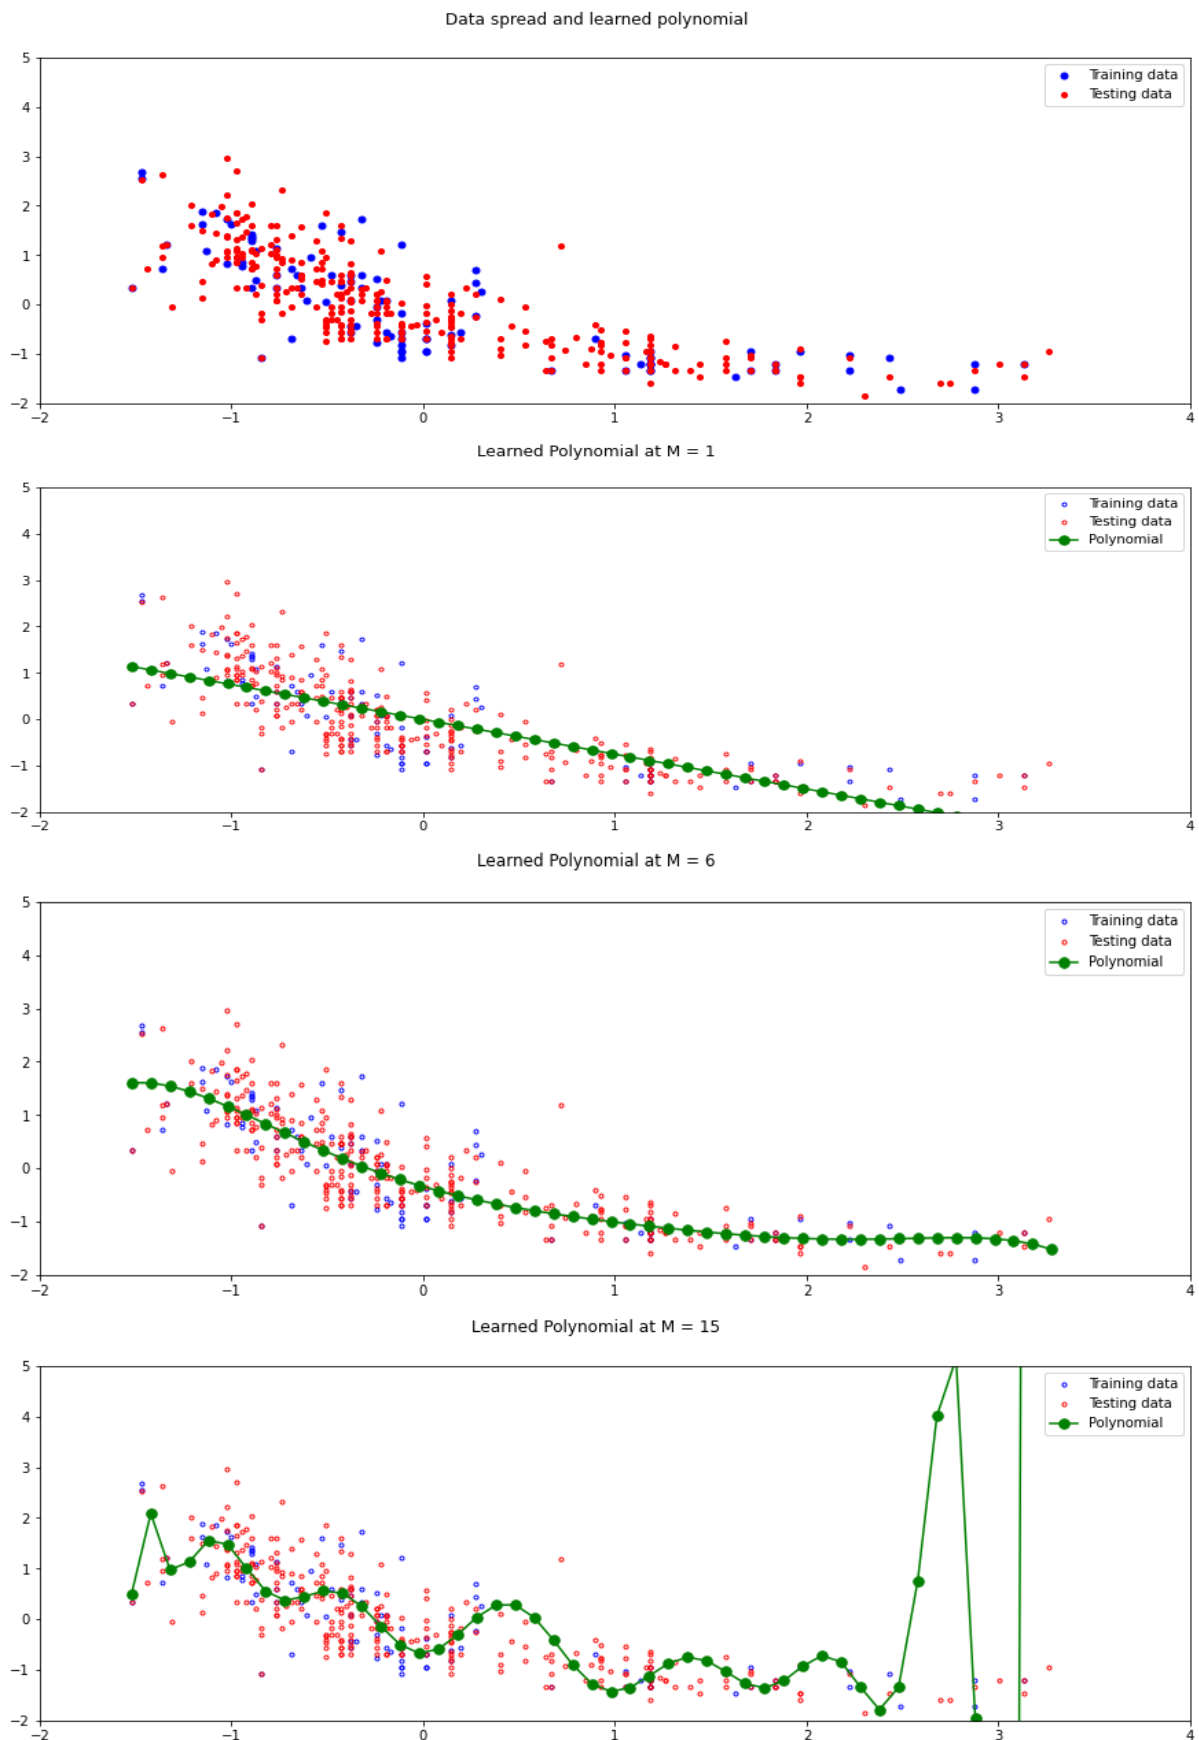 Data spread and learned polynomial
5
4
3
2
1
0
−1
−2
Training data
Testing data
−2 −1 0 1 2 3 4
Learned Polynomial at M = 1
5
4
3
2
1
0
−1
−2
Training data
Testing data
Polynomial
−2 −1 0 1 2 3 4
Learned Polynomial at M = 6
5
4
3
2
1
0
−1
−2
Training data
Testing data
Polynomial
−2 −1 0 1 2 3 4
Learned Polynomial at M = 15
5
4
3
2
1
0
−1
−2
Training data
Testing data
Polynomial
−2 −1 0 1 2 3 4